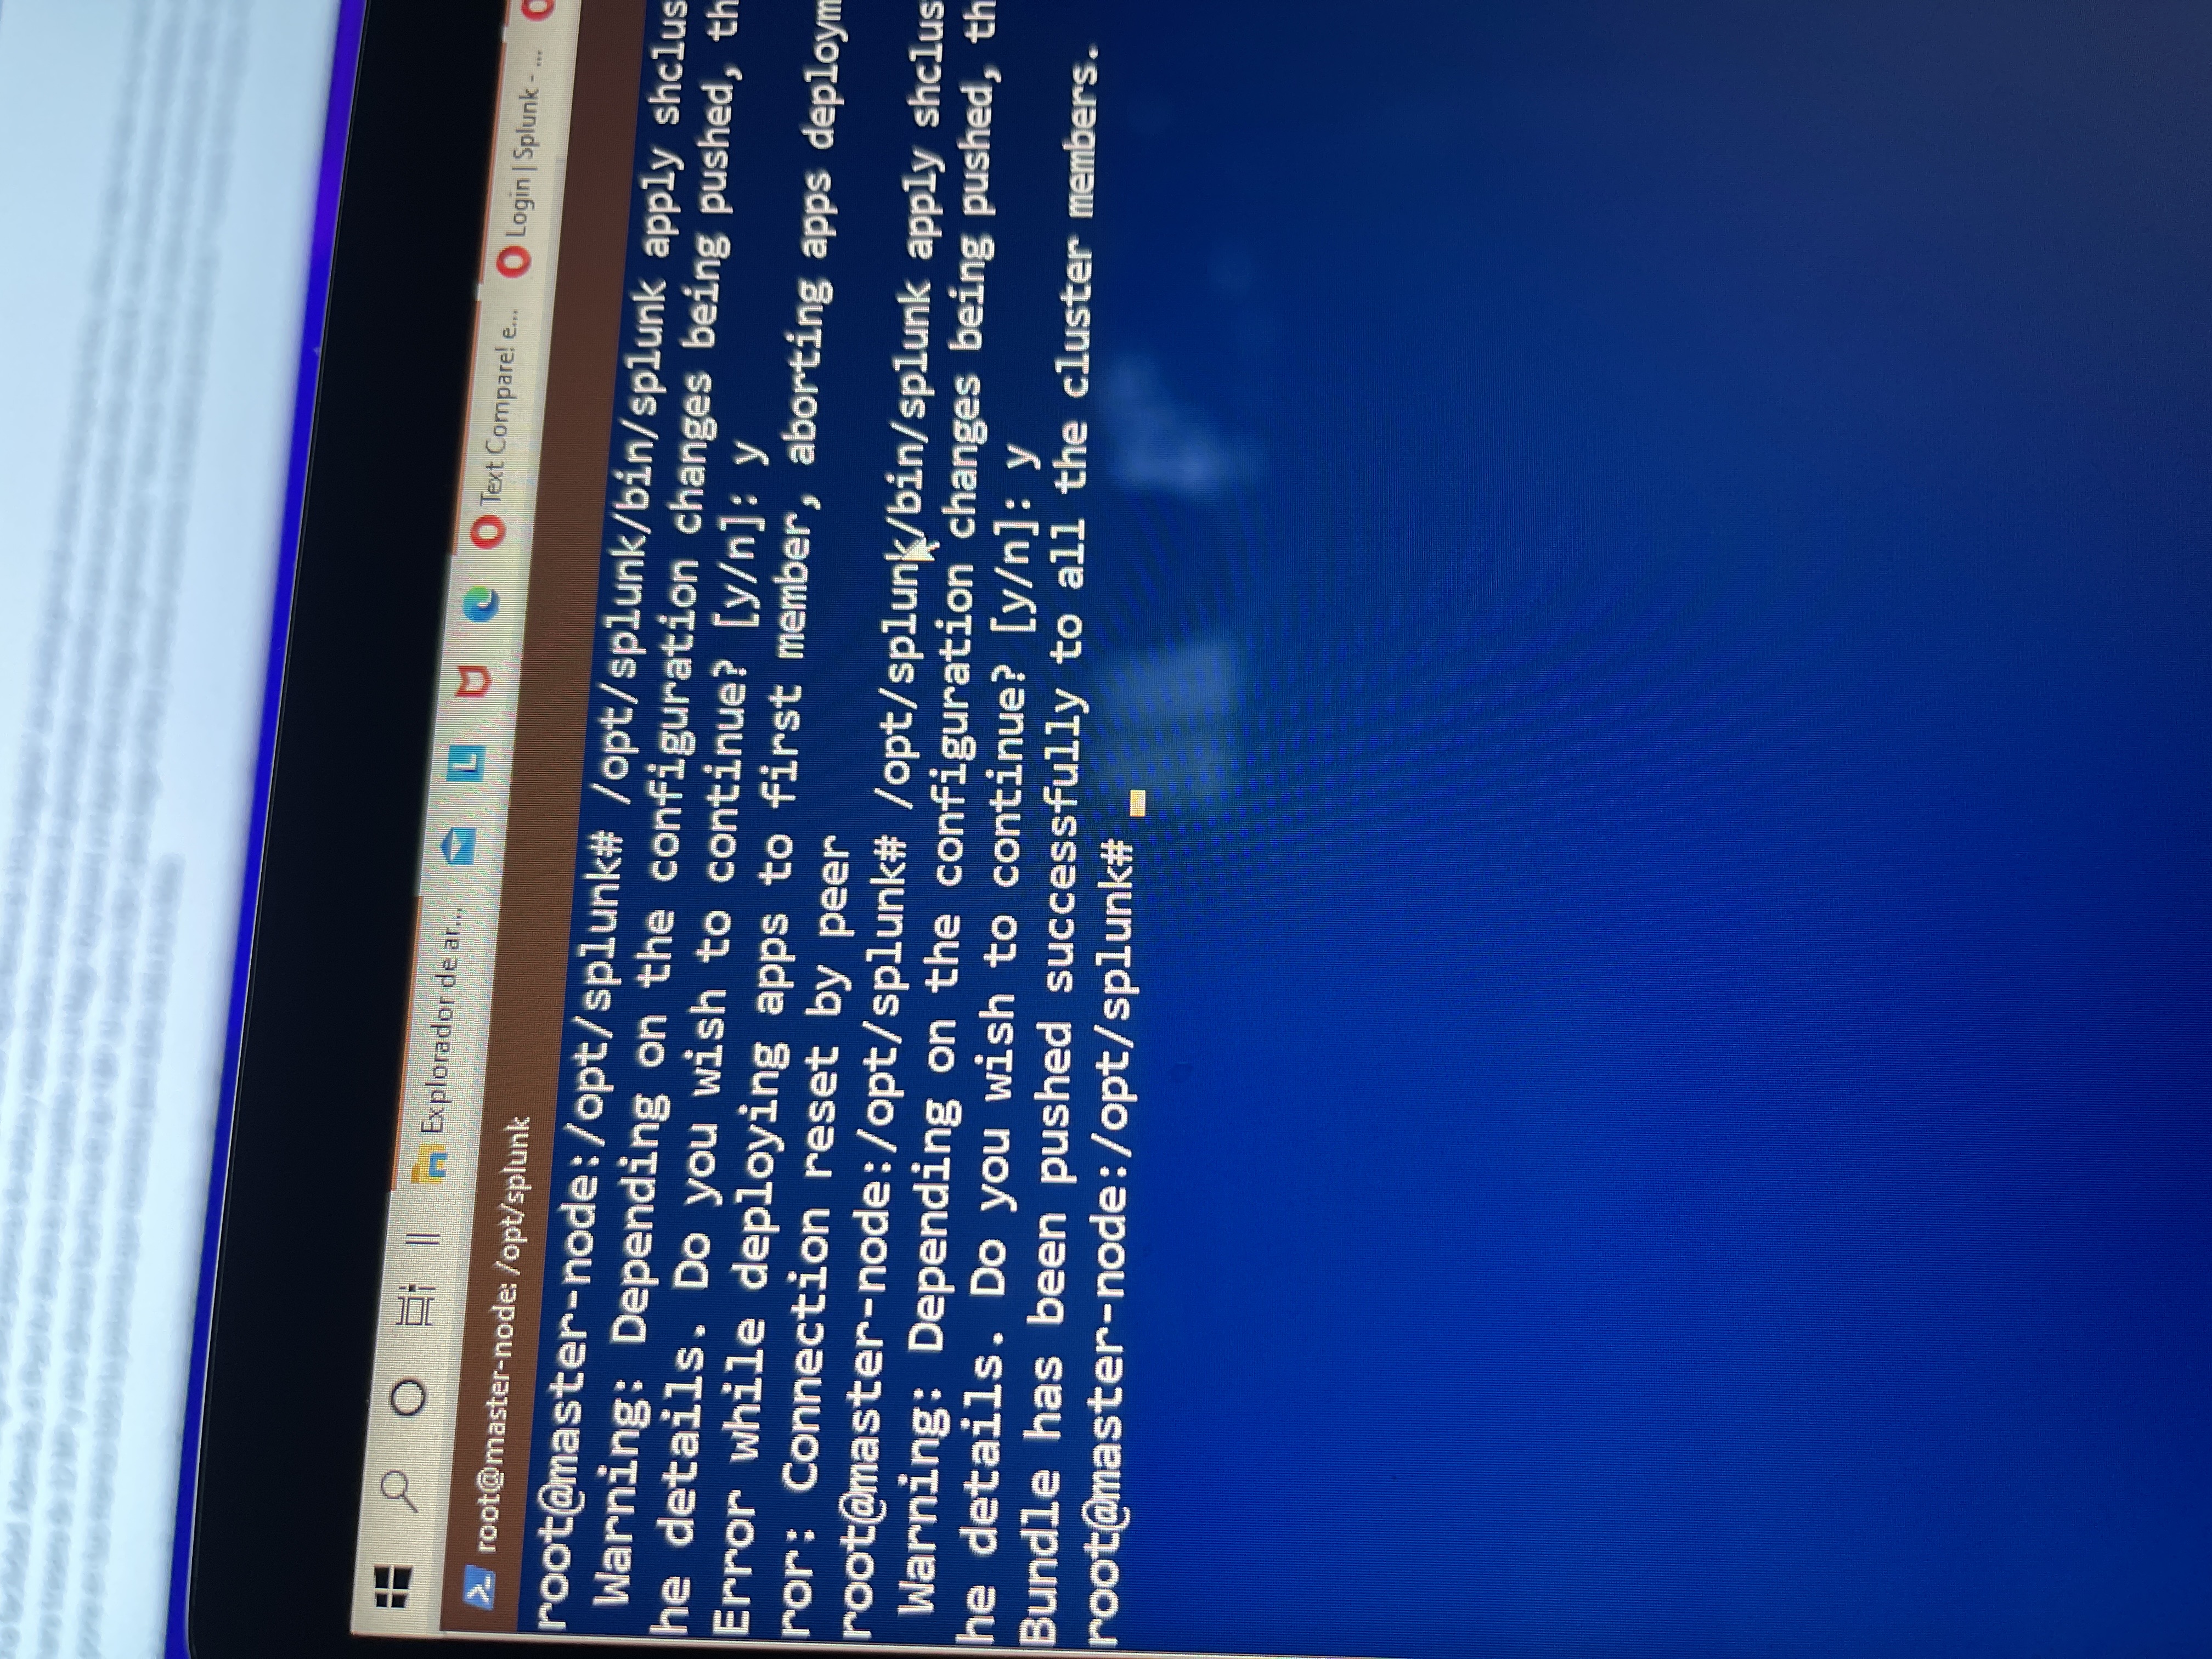 Explorador de ar...
Text Compare! e...
Login | Splunk - ...
root@master-node: /opt/splunk
root@master-node:/opt/splunk# /opt/splunk/bin/splunk apply shclus
Warning: Depending on the configuration changes being pushed, th
he details. Do you wish to continue? [y/n]: y
Error while deploying apps to first member, aborting apps deploym
ror: Connection reset by peer
root@master-node:/opt/splunk# /opt/splunk/bin/splunk apply shclus
Warning: Depending on the configuration changes being pushed, th
he details. Do you wish to continue? [y/n]: y
Bundle has been pushed successfully to all the cluster members.
root@master-node:/opt/splunk#